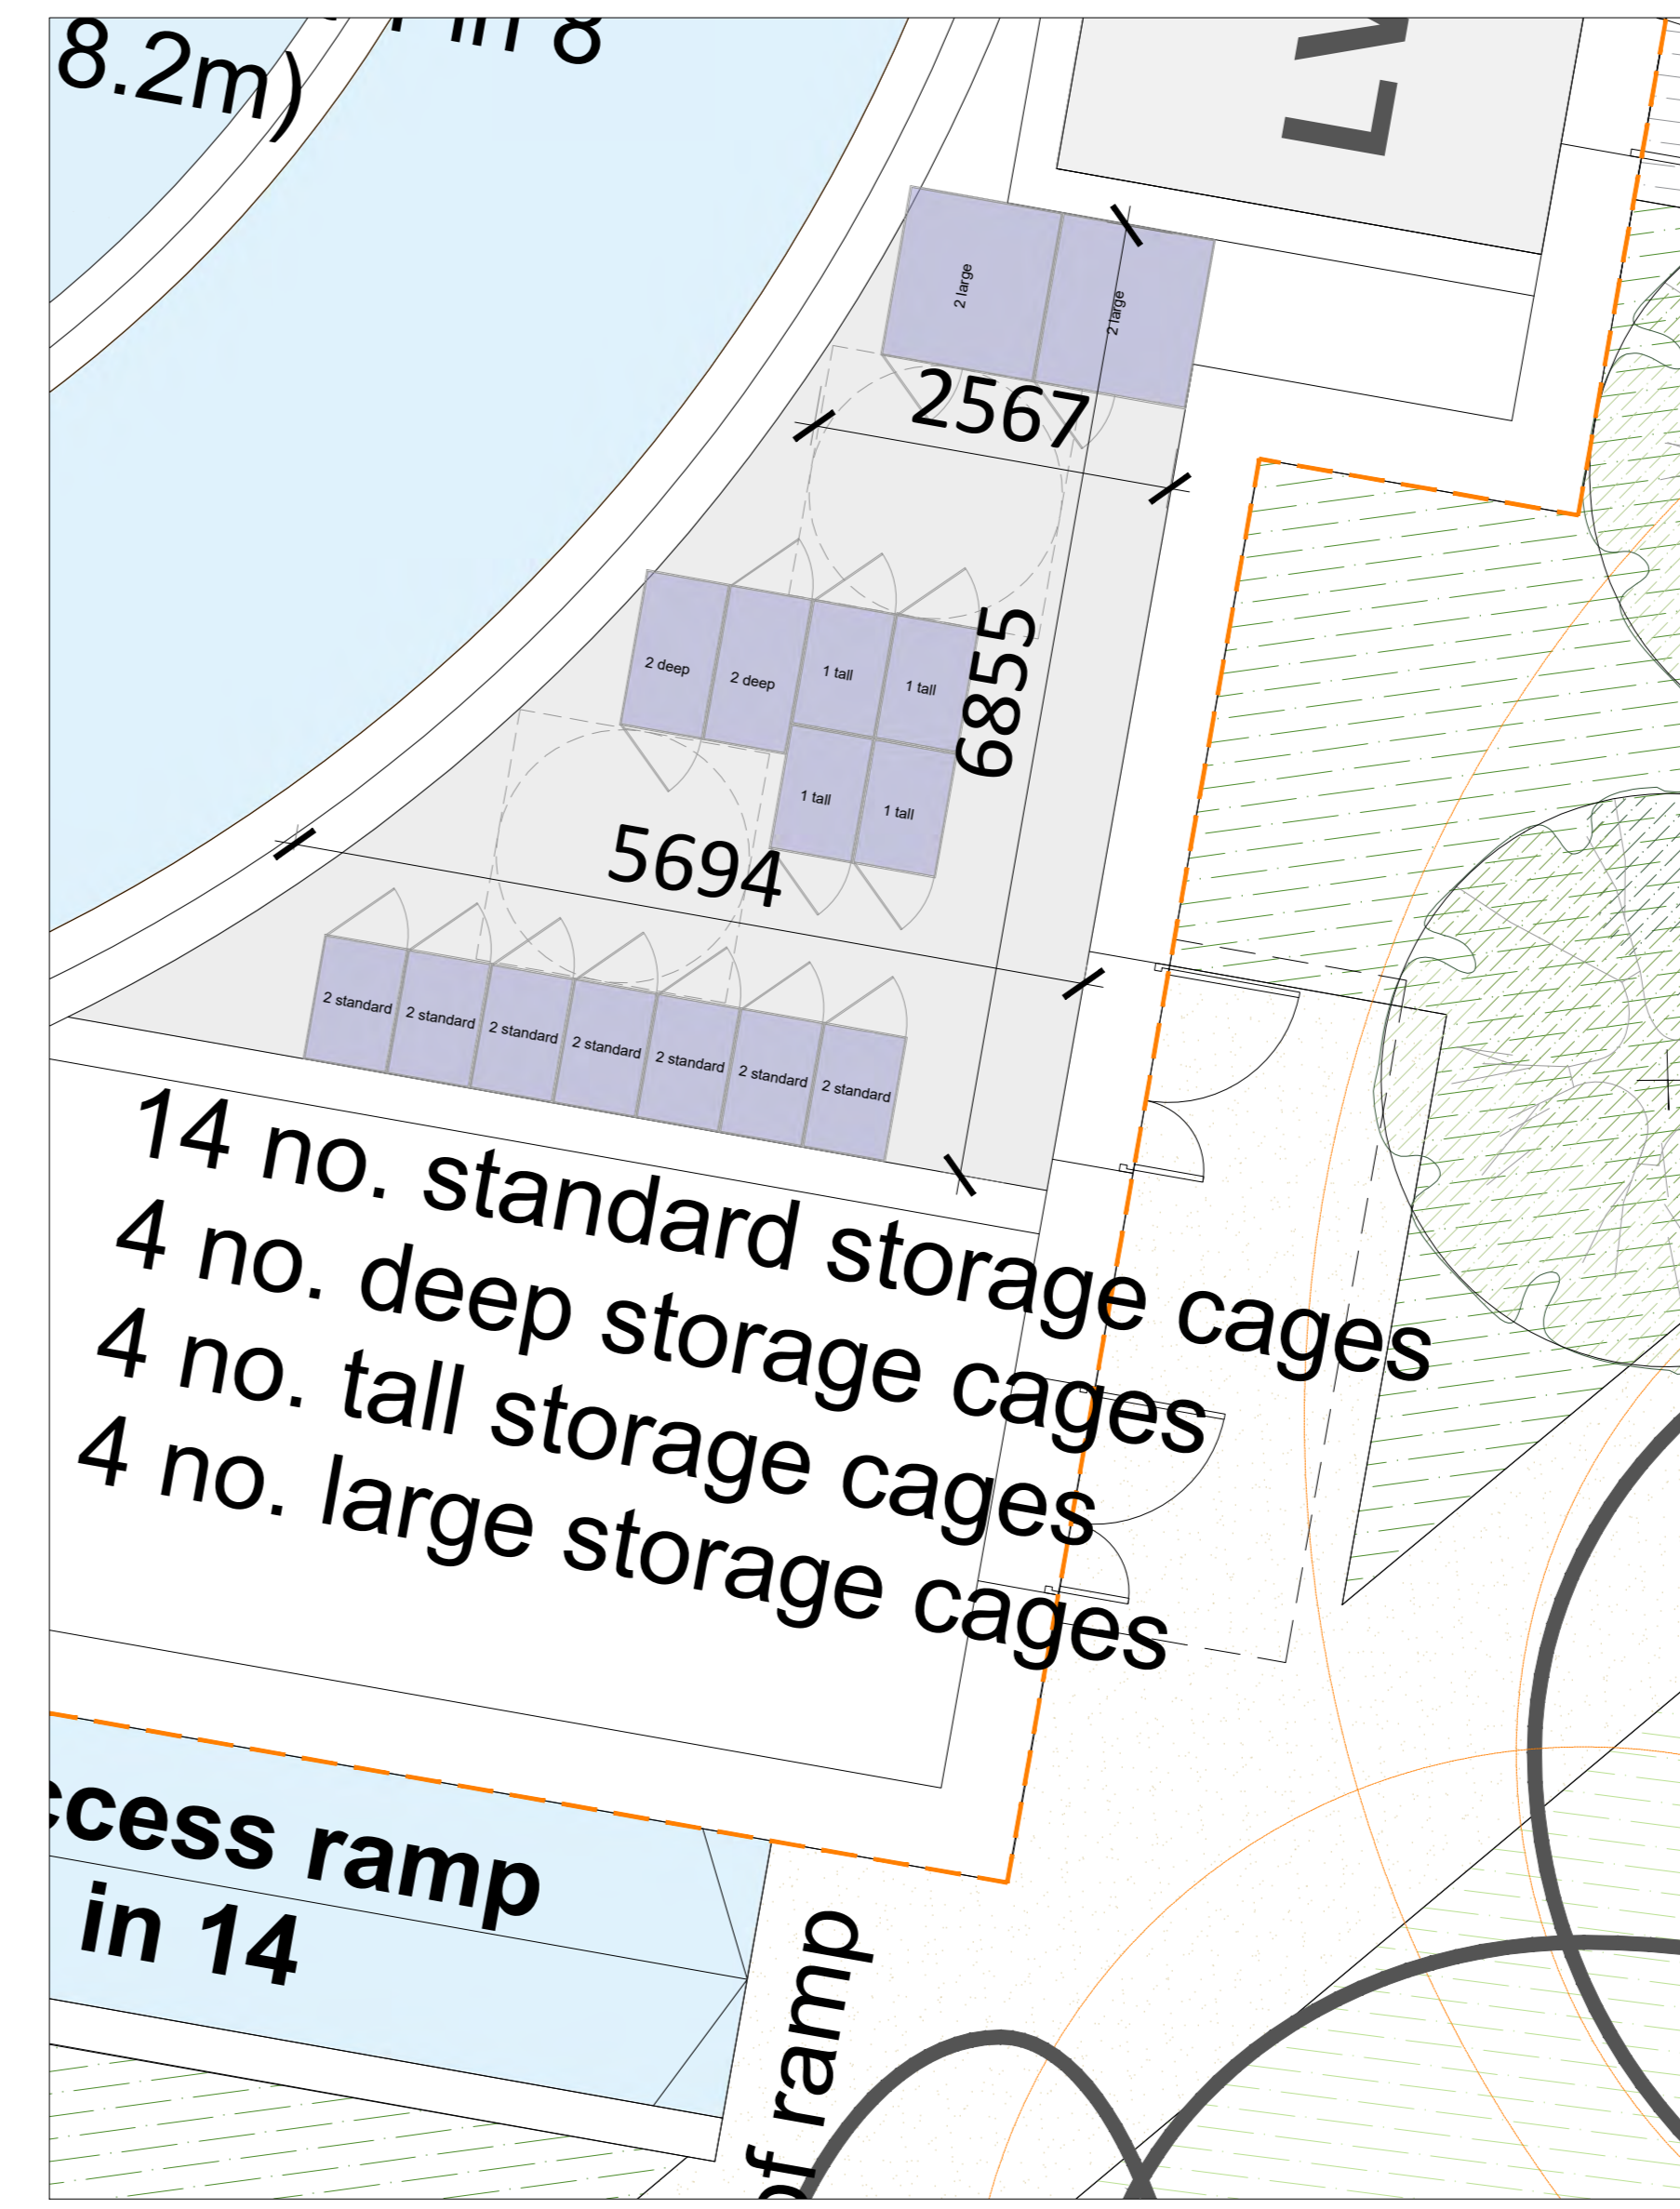 8.2m)
in 8
2 large
2 large
2567
2 deep
2 deep
1 tall
1 tall
6855
1 tall
1 tall
5694
2 standard
2 standard
2 standard
2 standard
2 standard
2 standard
2 standard
14 no. standard storage cages
4 no. deep storage cages
4 no. tall storage cages
4 no. large storage cages
ccess ramp
in 14
of ramp